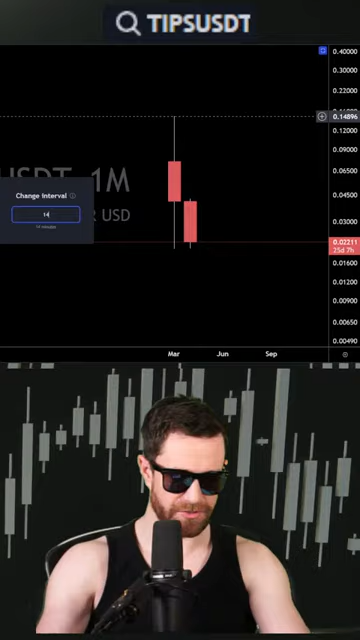 TIPSUSDT
0.40000
0.30000
0.22000
0.14896
0.12000
0.09000
USDT, 1M
0.06500
Change interval
0.04500
14
R USD
0.03000
14 minutes
0.02211
25d 7h
0.01600
0.01200
0.00900
0.00650
0.00490
Mar Jun Sep